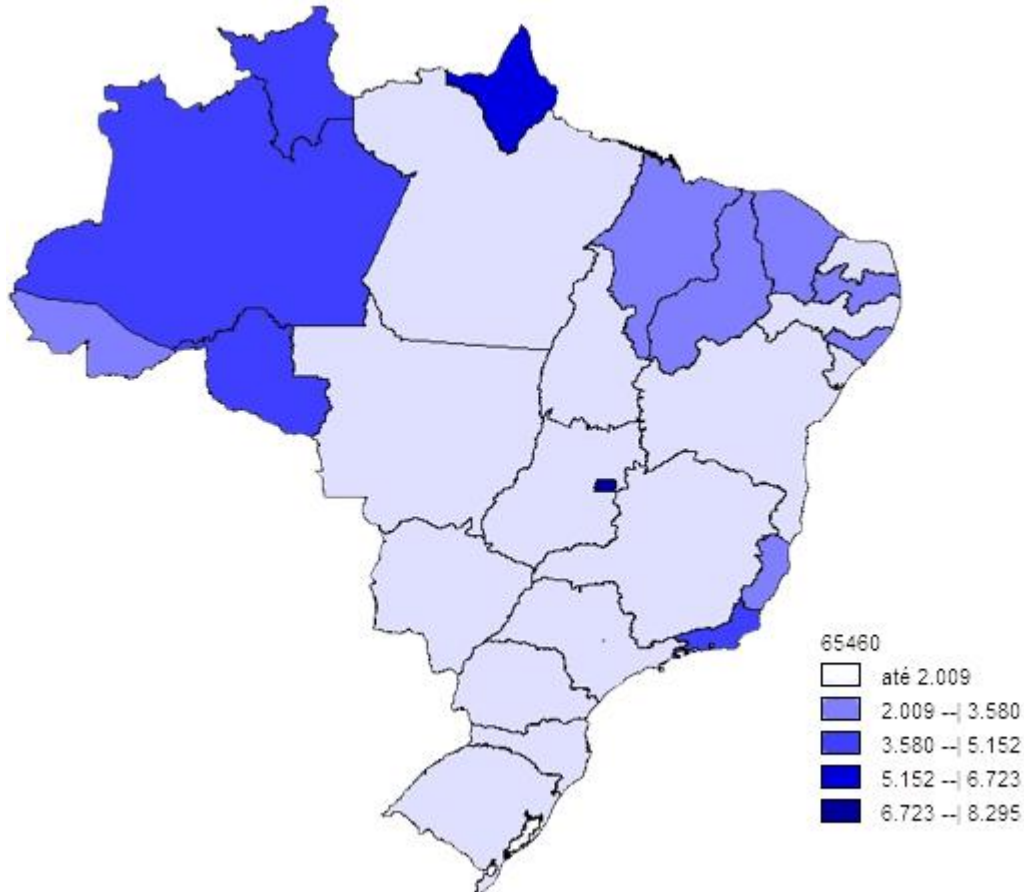 65460
até 2.009
2.009 --| 3.580
3.580 --| 5.152
5.152 --| 6.723
6.723 --| 8.295